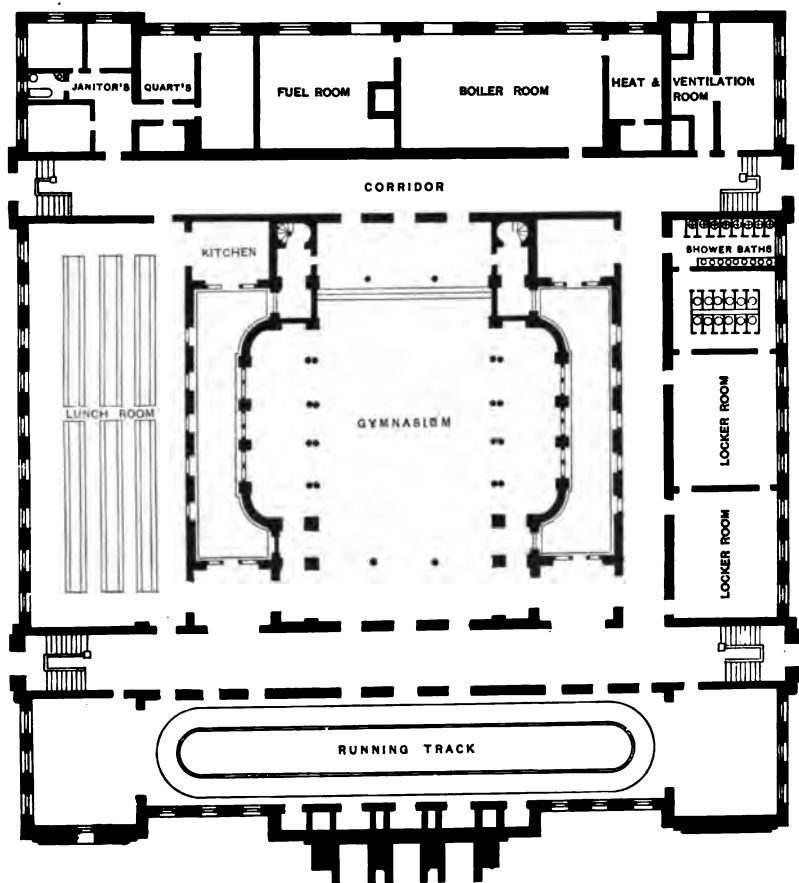 JANITOR'S QUART'S
FUEL ROOM
BOILER ROOM
HEAT & VENTILATION
ROOM
CORRIDOR
KITCHEN
SHOWER BATHS
LUNCH ROOM
GYMNASIUM
LOCKER ROOM
LOCKER ROOM
RUNNING TRACK